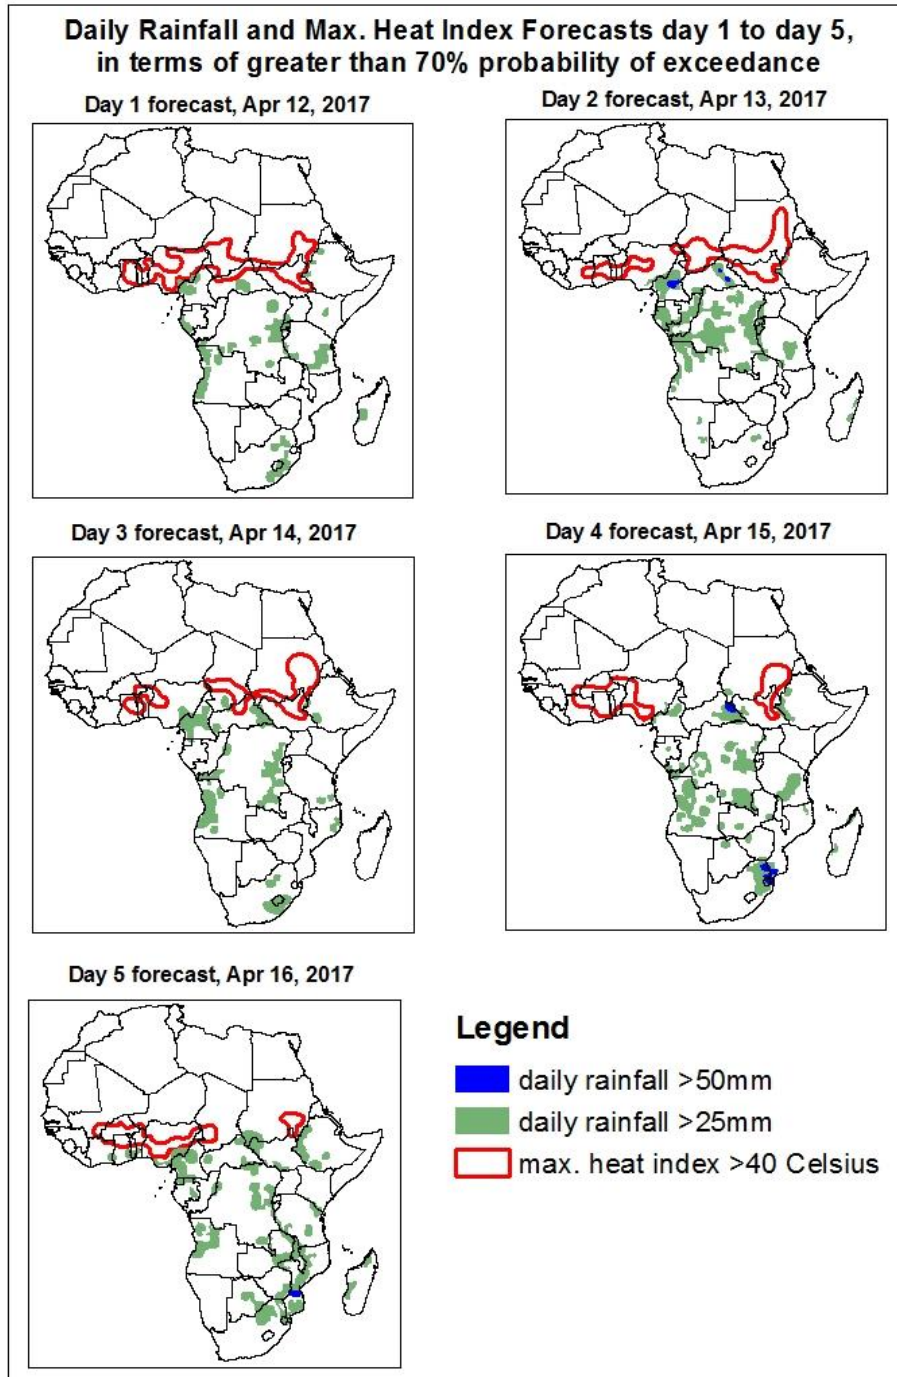 Daily Rainfall and Max. Heat Index Forecasts day 1 to day 5,
in terms of greater than 70% probability of exceedance
Day 1 forecast, Apr 12, 2017
Day 2 forecast, Apr 13, 2017
Day 3 forecast, Apr 14, 2017
Day 4 forecast, Apr 15, 2017
Day 5 forecast, Apr 16, 2017
Legend
daily rainfall >50mm
daily rainfall >25mm
max. heat index >40 Celsius